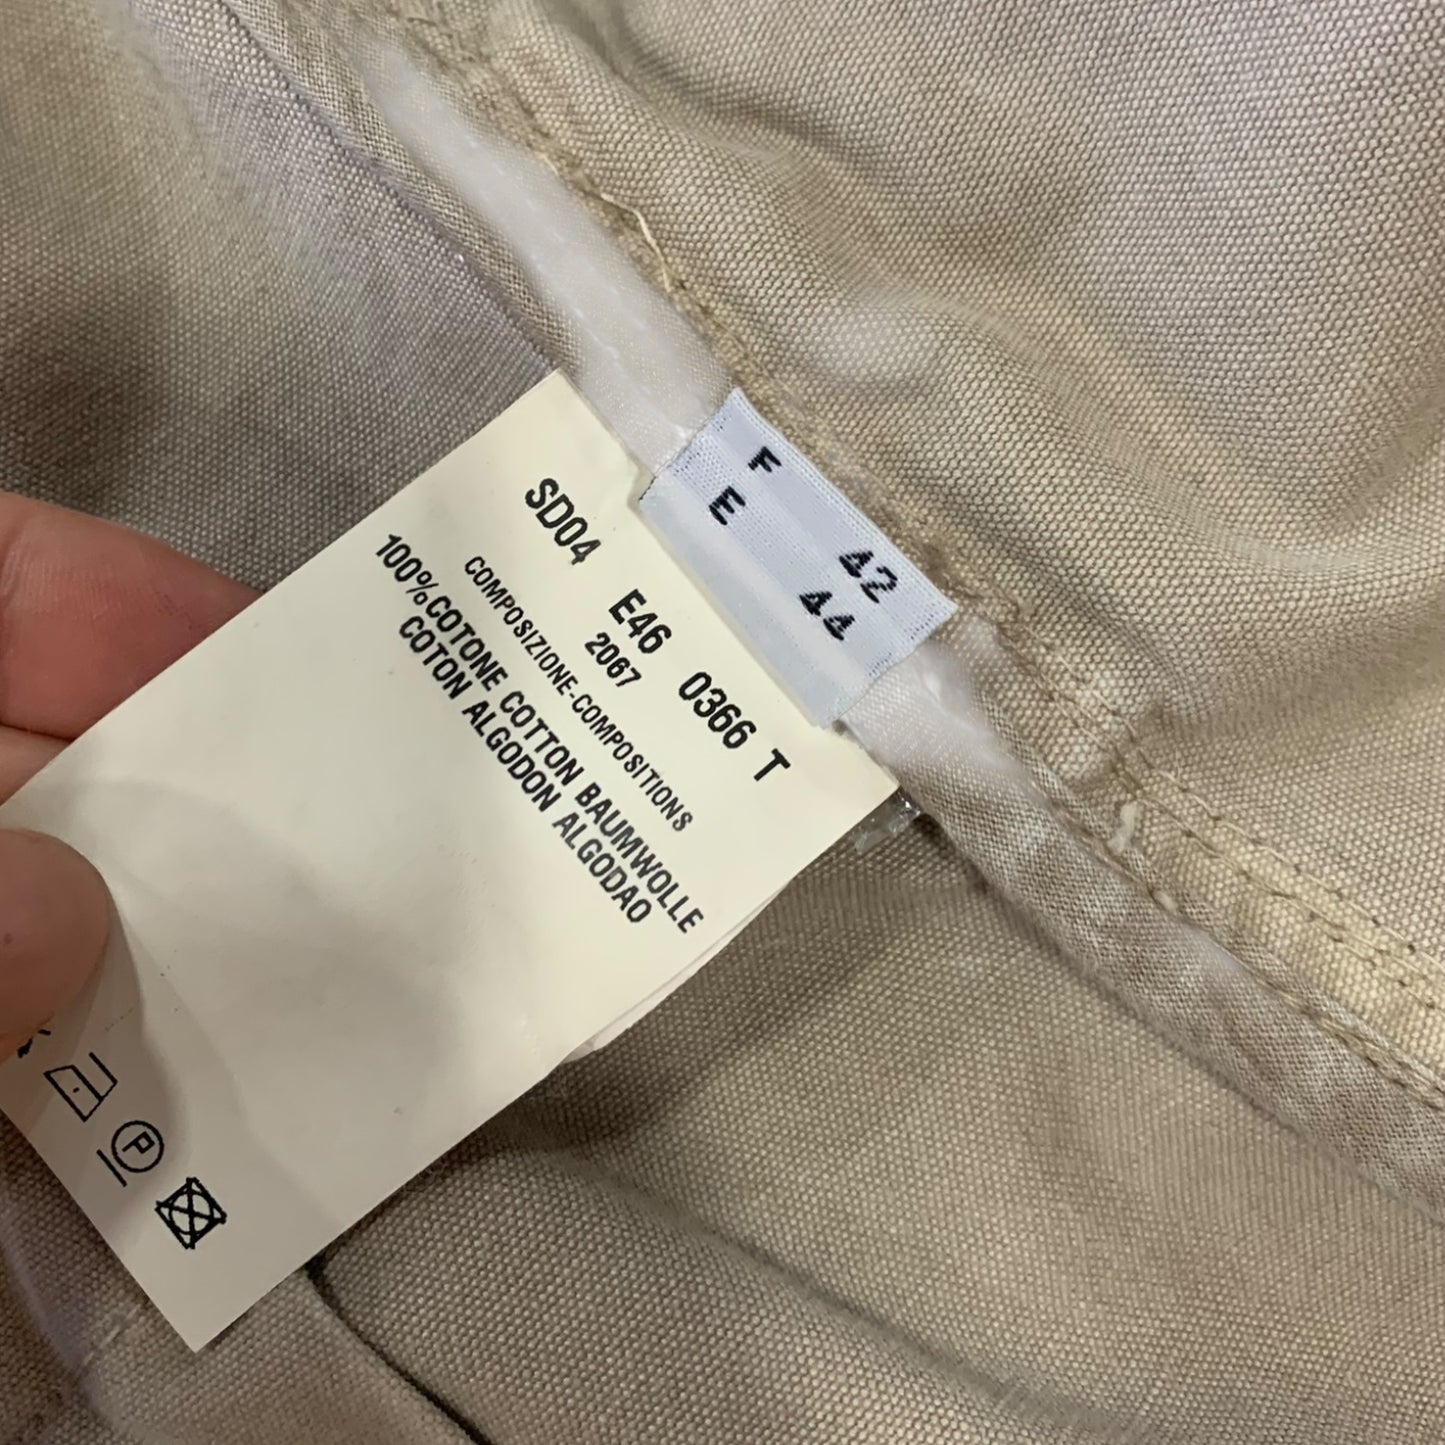 F 42
E 44
SD04 E46 0366 T
2067
COMPOSIZIONE-COMPOSITIONS
100%COTONE COTTON BAUMWOLLE
COTON ALGODON ALGODAO
P